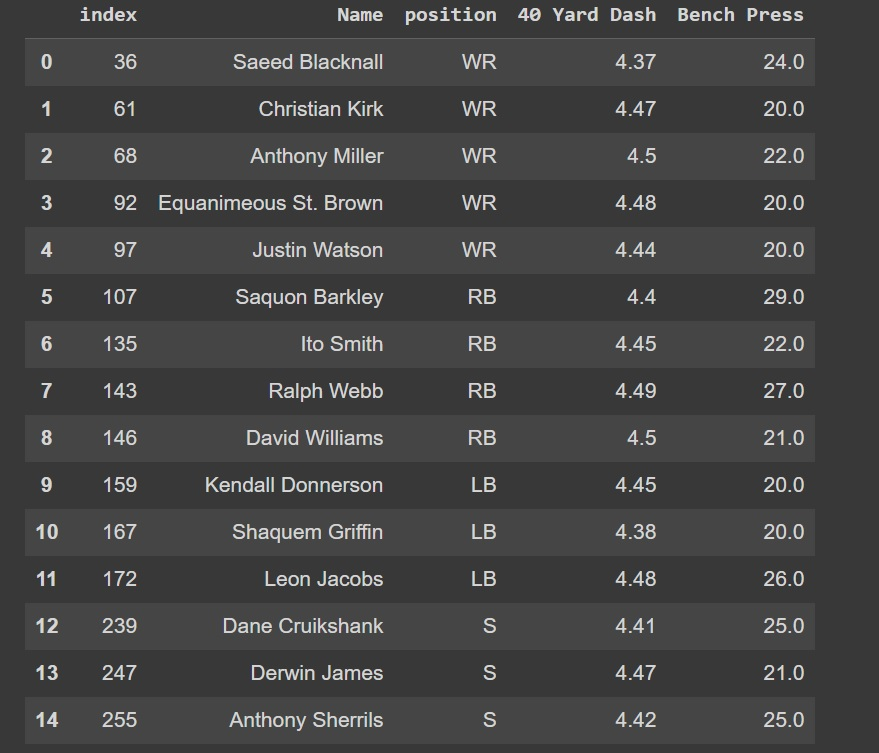 index Name position 40 Yard Dash Bench Press
0 36 Saeed Blacknall WR 4.37 24.0
1 61 Christian Kirk WR 4.47 20.0
2 68 Anthony Miller WR 4.5 22.0
3 92 Equanimeous St. Brown WR 4.48 20.0
4 97 Justin Watson WR 4.44 20.0
5 107 Saquon Barkley RB 4.4 29.0
6 135 Ito Smith RB 4.45 22.0
7 143 Ralph Webb RB 4.49 27.0
8 146 David Williams RB 4.5 21.0
9 159 Kendall Donnerson LB 4.45 20.0
10 167 Shaquem Griffin LB 4.38 20.0
11 172 Leon Jacobs LB 4.48 26.0
12 239 Dane Cruikshank S 4.41 25.0
13 247 Derwin James S 4.47 21.0
14 255 Anthony Sherrils S 4.42 25.0